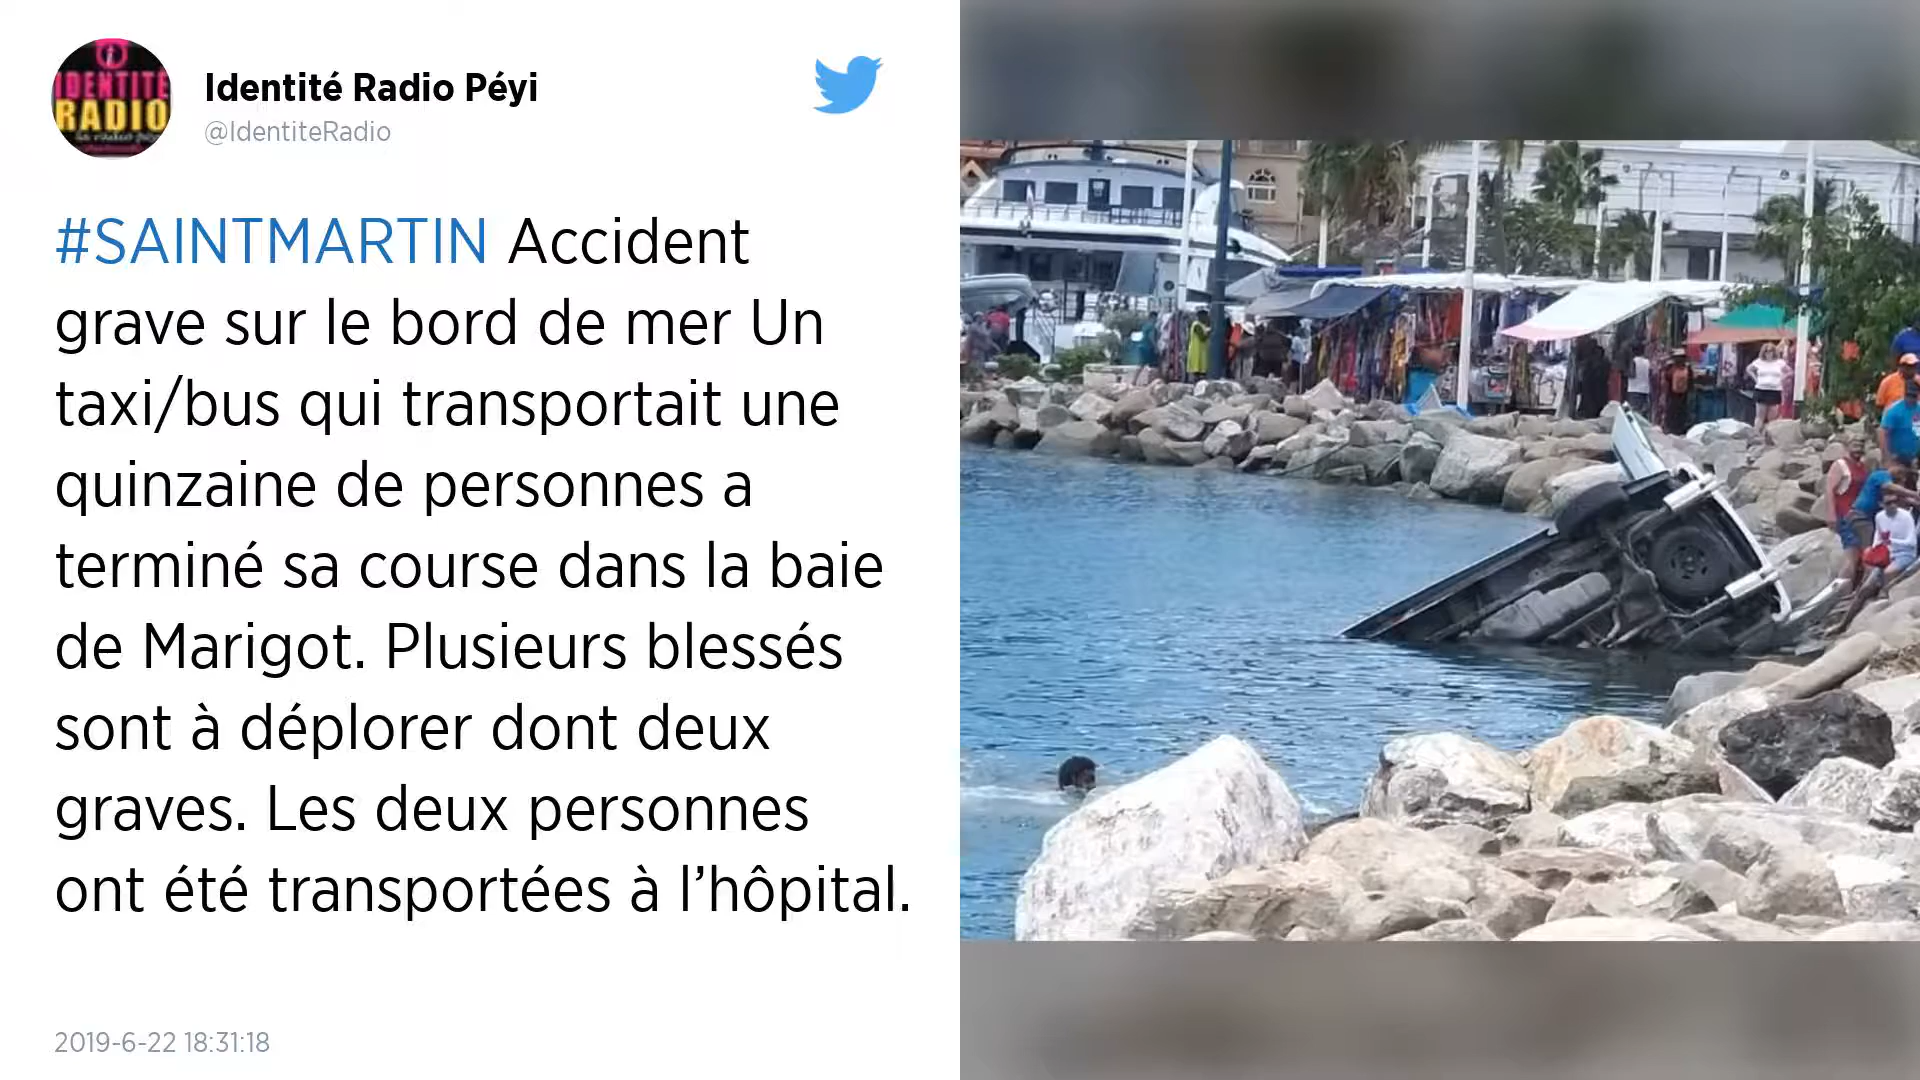 IDENTITÉ
RADIO
Identité Radio Péyi
@IdentiteRadio
#SAINTMARTIN Accident
grave sur le bord de mer Un
taxi/bus qui transportait une
quinzaine de personnes a
terminé sa course dans la baie
de Marigot. Plusieurs blessés
sont à déplorer dont deux
graves. Les deux personnes
ont été transportées à l’hôpital.
2019-6-22 18:31:18